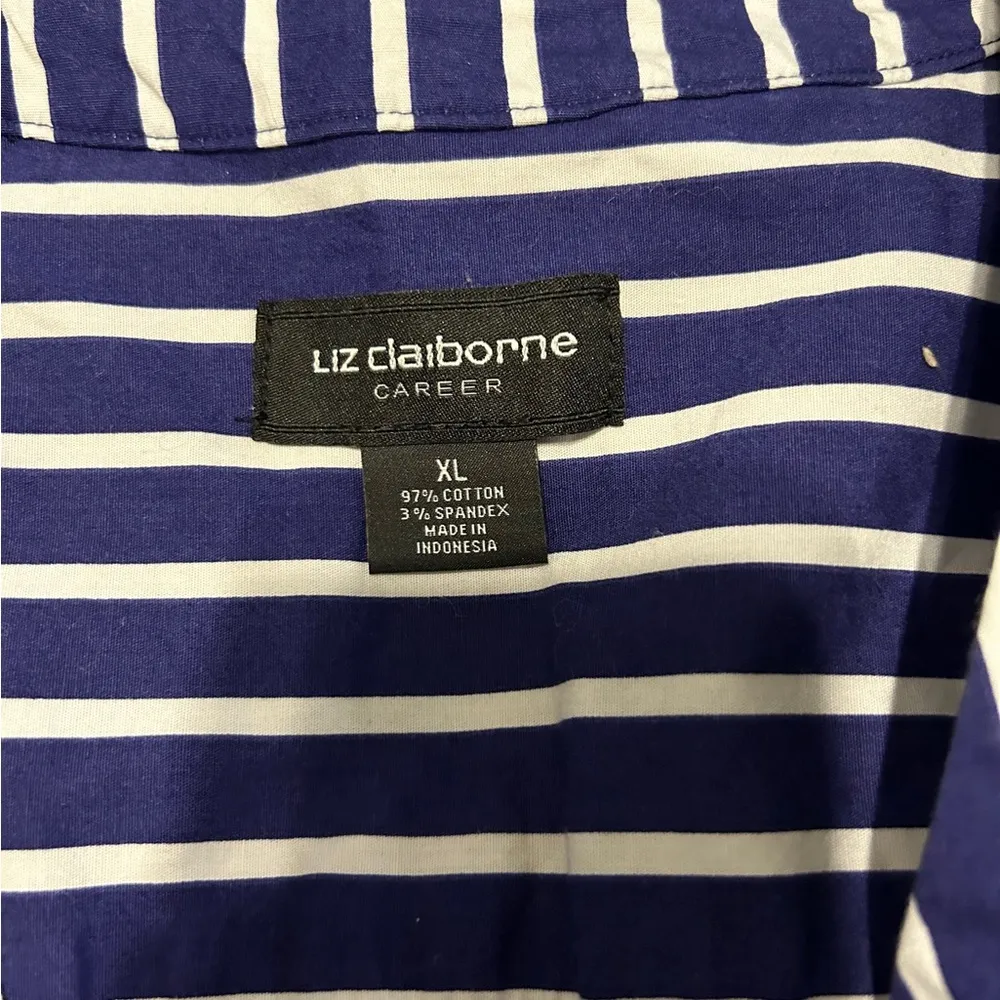 LIZ claiborne
CAREER
XL
97% COTTON
3% SPANDEX
MADE IN
INDONESIA